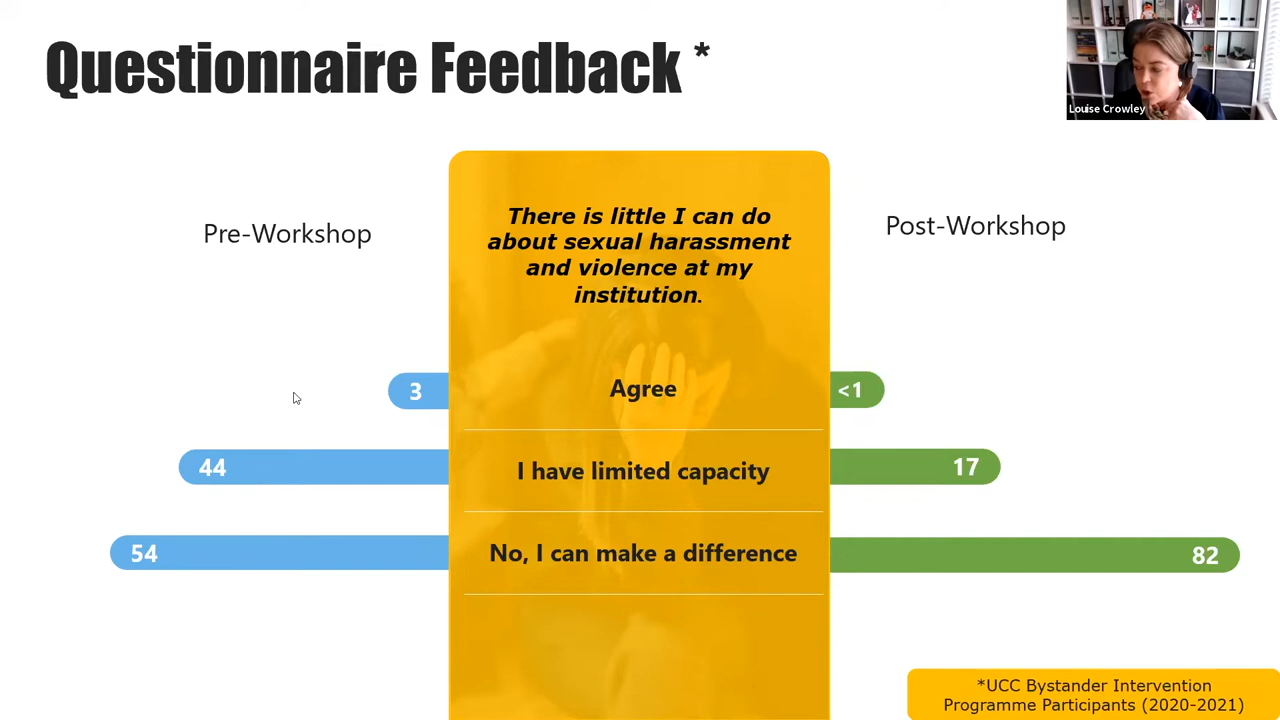 Questionnaire Feedback *
Louise Crowley
Pre-Workshop
There is little I can do
about sexual harassment
and violence at my
institution.
Post-Workshop
3
Agree
<1
44
I have limited capacity
17
54
No, I can make a difference
82
*UCC Bystander Intervention
Programme Participants (2020-2021)